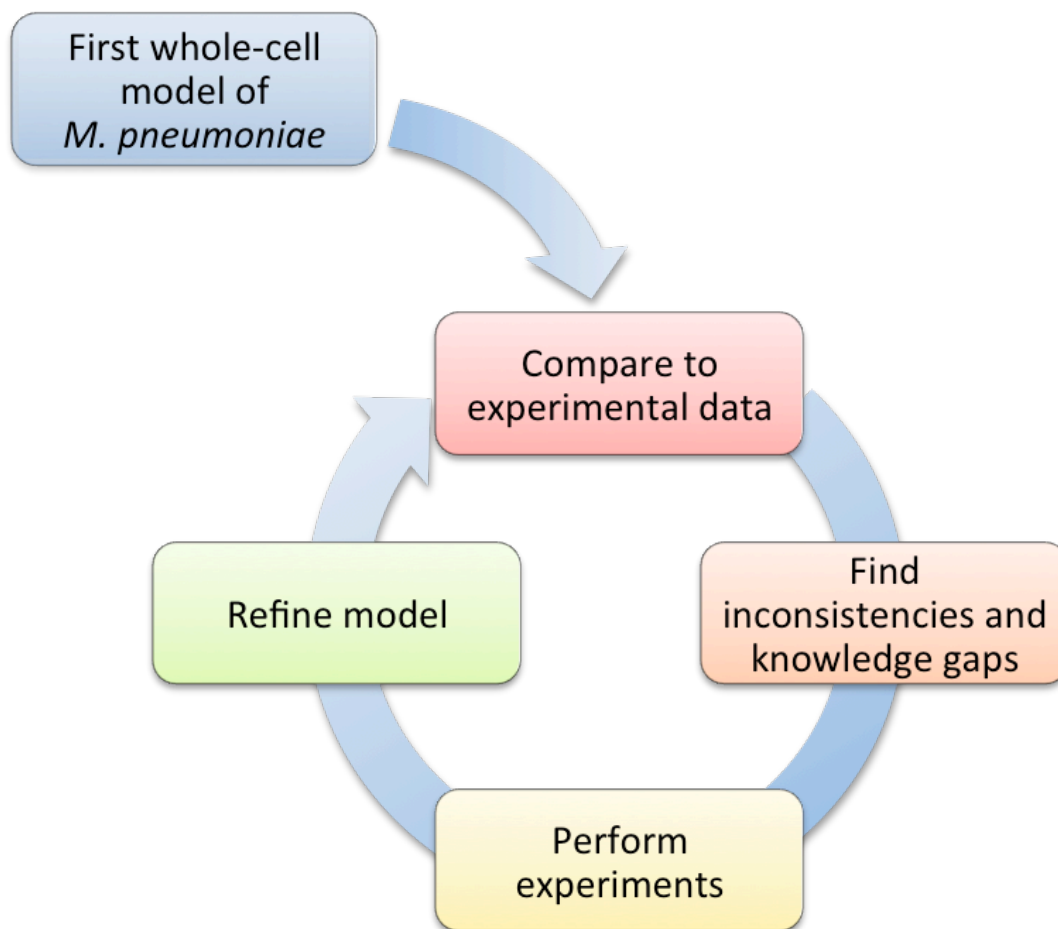 First whole-cell
model of
M. pneumoniae
Compare to
experimental data
Find
inconsistencies and
knowledge gaps
Refine model
Perform
experiments